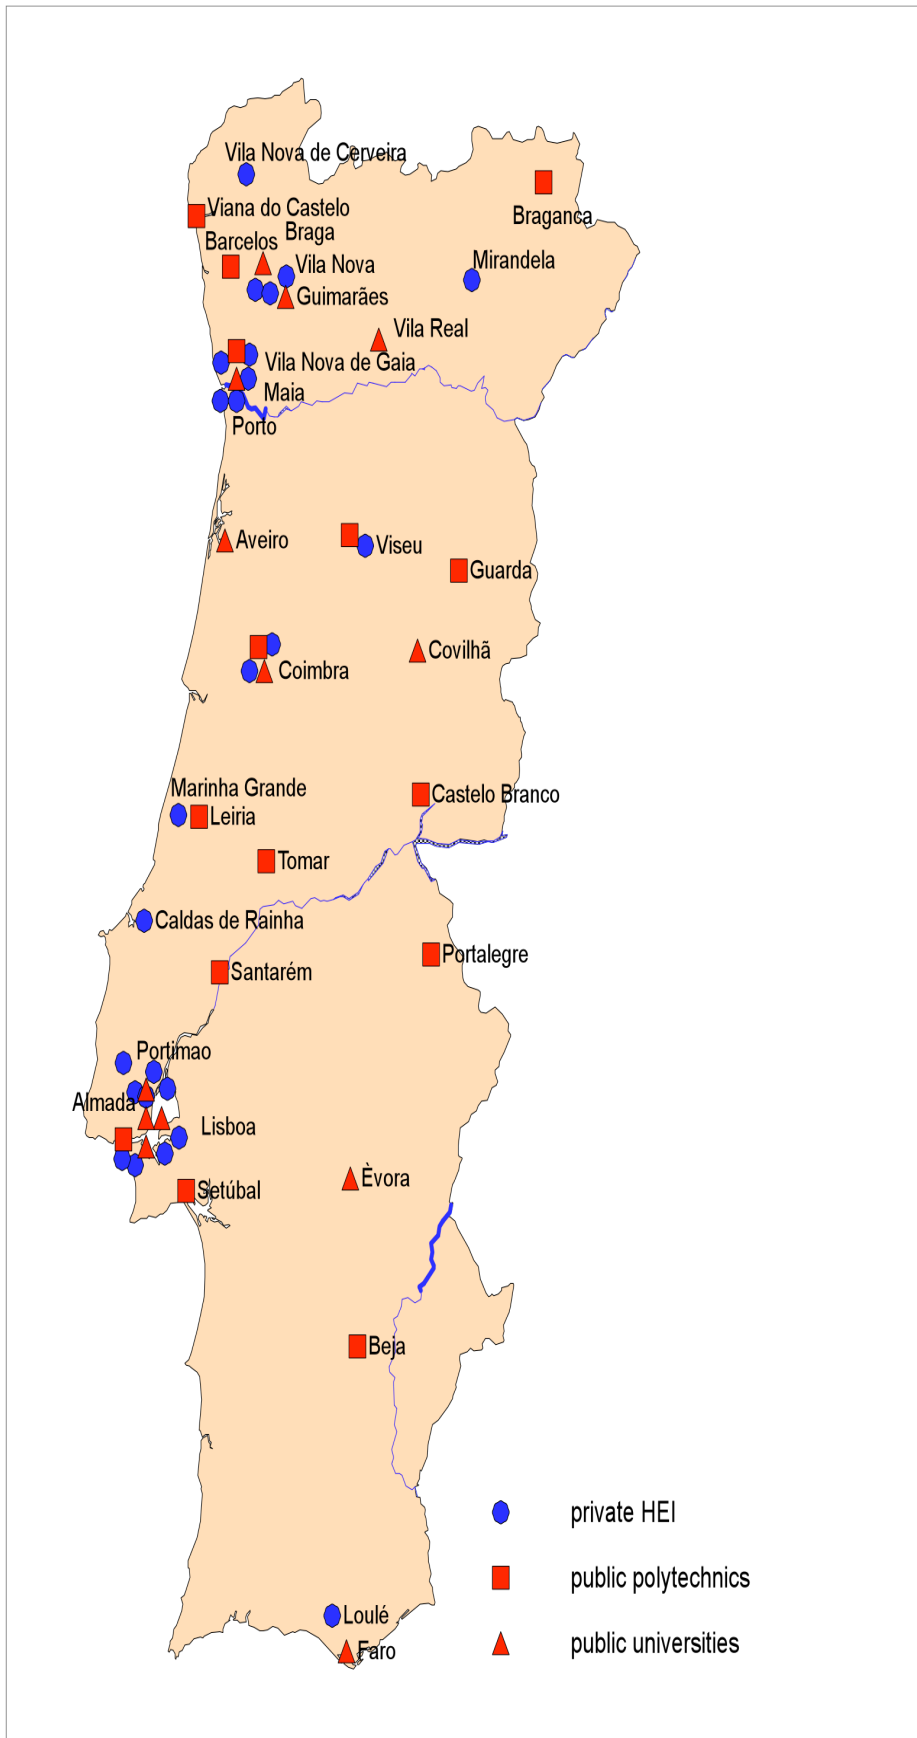 Vila Nova de Cerveira
Viana do Castelo
Braganca
Braga
Barcelos
Mirandela
Vila Nova
Guimarães
Vila Real
Vila Nova de Gaia
Maia
Porto
Aveiro
Viseu
Guarda
Covilhã
Coimbra
Marinha Grande
Castelo Branco
Leiria
Tomar
Caldas de Rainha
Portalegre
Santarém
Portimao
Almada
Lisboa
Èvora
Setúbal
Beja
private HEI
public polytechnics
Loulé
public universities
Faro